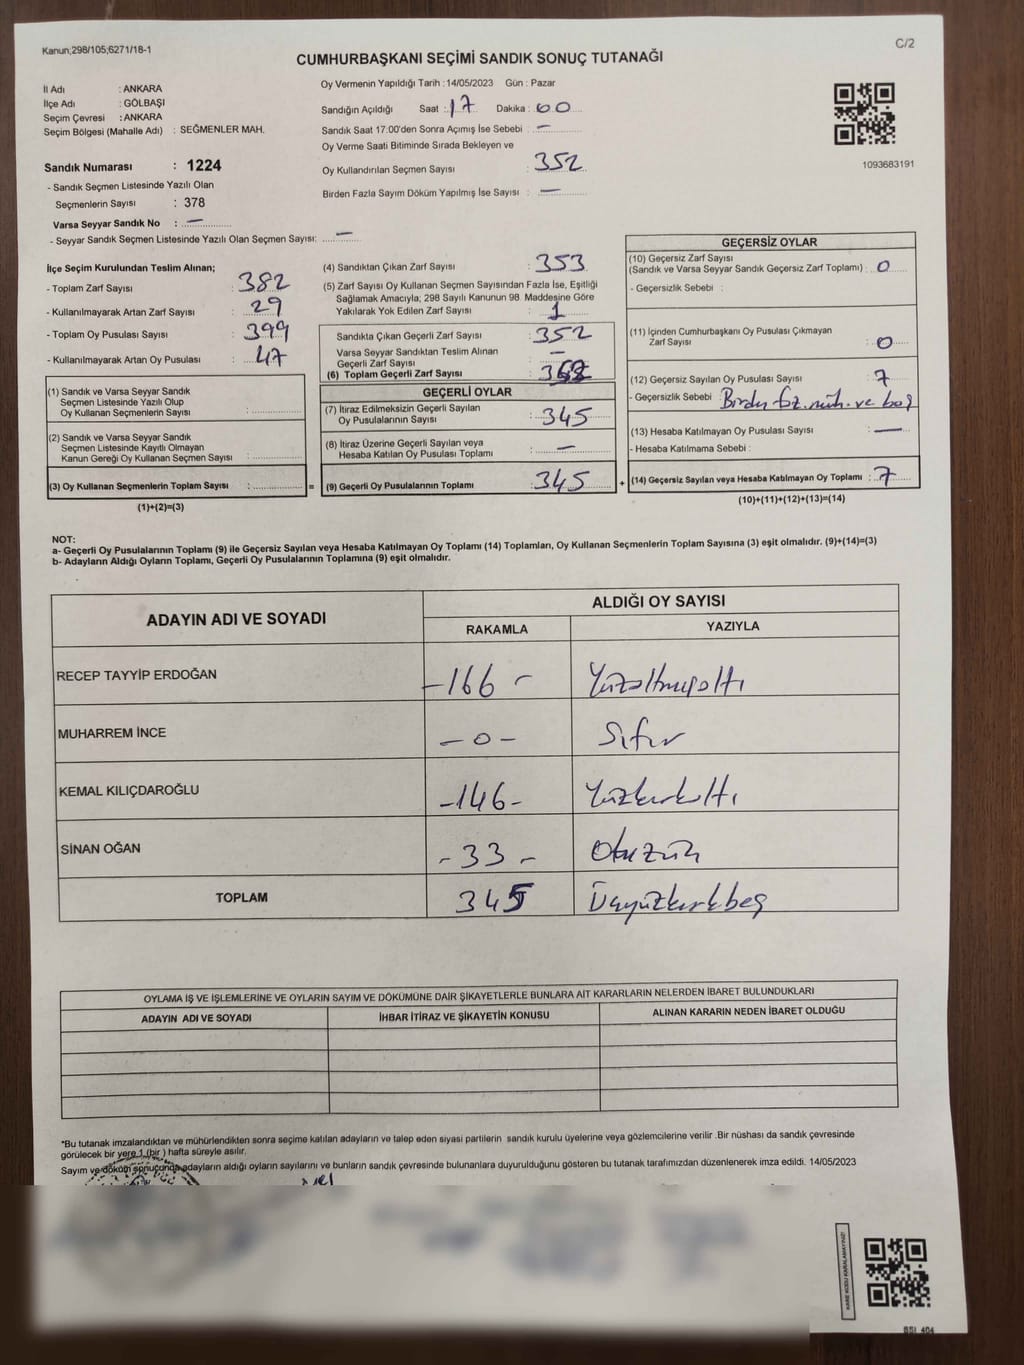 Kanun;298/105;6271/18-1
C/2
CUMHURBAŞKANI SEÇİMİ SANDIK SONUÇ TUTANAĞI
İl Adı : ANKARA
İlçe Adı : GÖLBAŞI
Seçim Çevresi : ANKARA
Seçim Bölgesi (Mahalle Adı) : SEĞMENLER MAH.
Sandık Numarası : 1224
- Sandık Seçmen Listesinde Yazılı Olan
Seçmenlerin Sayısı : 378
Varsa Seyyar Sandık No : —
- Seyyar Sandık Seçmen Listesinde Yazılı Olan Seçmen Sayısı: —
Oy Vermenin Yapıldığı Tarih : 14/05/2023 Gün : Pazar
Sandığın Açıldığı Saat : 17 Dakika : 00
Sandık Saat 17:00'den Sonra Açımış İse Sebebi : —
Oy Verme Saati Bitiminde Sırada Bekleyen ve
Oy Kullandırılan Seçmen Sayısı : 352
Birden Fazla Sayım Döküm Yapılmış İse Sayısı : —
1093683191
İlçe Seçim Kurulundan Teslim Alınan;
- Toplam Zarf Sayısı : 382
- Kullanılmayarak Artan Zarf Sayısı : 29
- Toplam Oy Pusulası Sayısı : 399
- Kullanılmayarak Artan Oy Pusulası : 47
(1) Sandık ve Varsa Seyyar Sandık
Seçmen Listesinde Yazılı Olup
Oy Kullanan Seçmenlerin Sayısı :
(2) Sandık ve Varsa Seyyar Sandık
Seçmen Listesinde Kayıtlı Olmayan
Kanun Gereği Oy Kullanan Seçmen Sayısı :
(3) Oy Kullanan Seçmenlerin Toplam Sayısı : =
(1)+(2)=(3)
(4) Sandıktan Çıkan Zarf Sayısı : 353
(5) Zarf Sayısı Oy Kullanan Seçmen Sayısından Fazla İse, Eşitliği
Sağlamak Amacıyla; 298 Sayılı Kanunun 98. Maddesine Göre
Yakılarak Yok Edilen Zarf Sayısı : 1
Sandıkta Çıkan Geçerli Zarf Sayısı : 352
Varsa Seyyar Sandıktan Teslim Alınan
Geçerli Zarf Sayısı : —
(6) Toplam Geçerli Zarf Sayısı :
GEÇERLİ OYLAR
(7) İtiraz Edilmeksizin Geçerli Sayılan
Oy Pusulalarının Sayısı : 345
(8) İtiraz Üzerine Geçerli Sayılan veya
Hesaba Katılan Oy Pusulası Toplamı : —
(9) Geçerli Oy Pusulalarının Toplamı : 345 +
GEÇERSİZ OYLAR
(10) Geçersiz Zarf Sayısı
(Sandık ve Varsa Seyyar Sandık Geçersiz Zarf Toplamı) : 0
- Geçersizlik Sebebi :
(11) İçinden Cumhurbaşkanı Oy Pusulası Çıkmayan
Zarf Sayısı : 0
(12) Geçersiz Sayılan Oy Pusulası Sayısı : 7
- Geçersizlik Sebebi : ve boş
(13) Hesaba Katılmayan Oy Pusulası Sayısı : —
- Hesaba Katılmama Sebebi :
(14) Geçersiz Sayılan veya Hesaba Katılmayan Oy Toplamı : 7
(10)+(11)+(12)+(13)=(14)
NOT:
a- Geçerli Oy Pusulalarının Toplamı (9) ile Geçersiz Sayılan veya Hesaba Katılmayan Oy Toplamı (14) Toplamları, Oy Kullanan Seçmenlerin Toplam Sayısına (3) eşit olmalıdır. (9)+(14)=(3)
b- Adayların Aldığı Oyların Toplamı, Geçerli Oy Pusulalarının Toplamına (9) eşit olmalıdır.
ADAYIN ADI VE SOYADI
ALDIĞI OY SAYISI
RAKAMLA YAZIYLA
RECEP TAYYİP ERDOĞAN -166- Yüzaltmışaltı
MUHARREM İNCE -0- Sıfır
KEMAL KILIÇDAROĞLU -146- Yüzkırkaltı
SİNAN OĞAN -33- Otuzüç
TOPLAM 345 Üçyüzkırkbeş
OYLAMA İŞ VE İŞLEMLERİNE VE OYLARIN SAYIM VE DÖKÜMÜNE DAİR ŞİKAYETLERLE BUNLARA AİT KARARLARIN NELERDEN İBARET BULUNDUKLARI
ADAYIN ADI VE SOYADI İHBAR İTİRAZ VE ŞİKAYETİN KONUSU ALINAN KARARIN NEDEN İBARET OLDUĞU
*Bu tutanak imzalandıktan ve mühürlendikten sonra seçime katılan adayların ve talep eden siyasi partilerin sandık kurulu üyelerine veya gözlemcilerine verilir .Bir nüshası da sandık çevresinde
görülecek bir yere 1 (bir ) hafta süreyle asılır.
Sayım ve döküm sonucunda adayların aldığı oyların sayılarını ve bunların sandık çevresinde bulunanlara duyurulduğunu gösteren bu tutanak tarafımızdan düzenlenerek imza edildi. 14/05/2023
KARE KODU KARALAMAYINIZ!